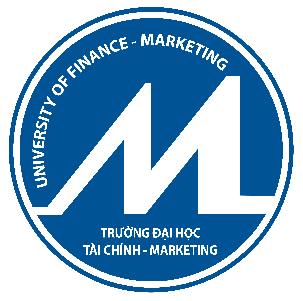 UNIVERSITY OF FINANCE - MARKETING
TRƯỜNG ĐẠI HỌC
TÀI CHÍNH - MARKETING